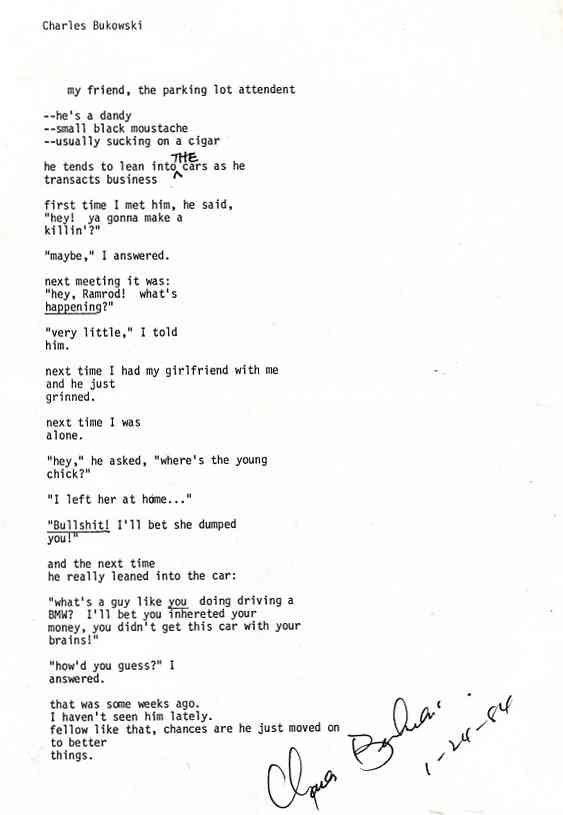 Charles Bukowski
my friend, the parking lot attendent
--he's a dandy
--small black moustache
--usually sucking on a cigar
he tends to lean into THE cars as he
transacts business
first time I met him, he said,
"hey!  ya gonna make a
killin'?"
"maybe," I answered.
next meeting it was:
"hey, Ramrod!  what's
happening?"
"very little," I told
him.
next time I had my girlfriend with me
and he just
grinned.
next time I was
alone.
"hey," he asked, "where's the young
chick?"
"I left her at home..."
"Bullshit! I'll bet she dumped
you!"
and the next time
he really leaned into the car:
"what's a guy like you  doing driving a
BMW?  I'll bet you inhereted your
money, you didn't get this car with your
brains!"
"how'd you guess?" I
answered.
that was some weeks ago.
I haven't seen him lately.
fellow like that, chances are he just moved on
to better
things.
Charles Bukowski
1-24-84